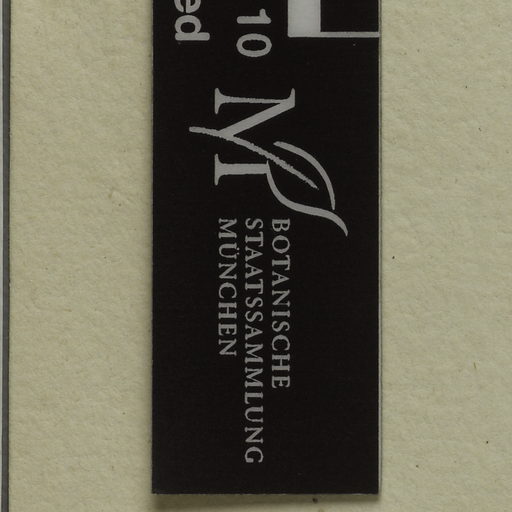 10
ed
M
BOTANISCHE
STAATSSAMMLUNG
MÜNCHEN